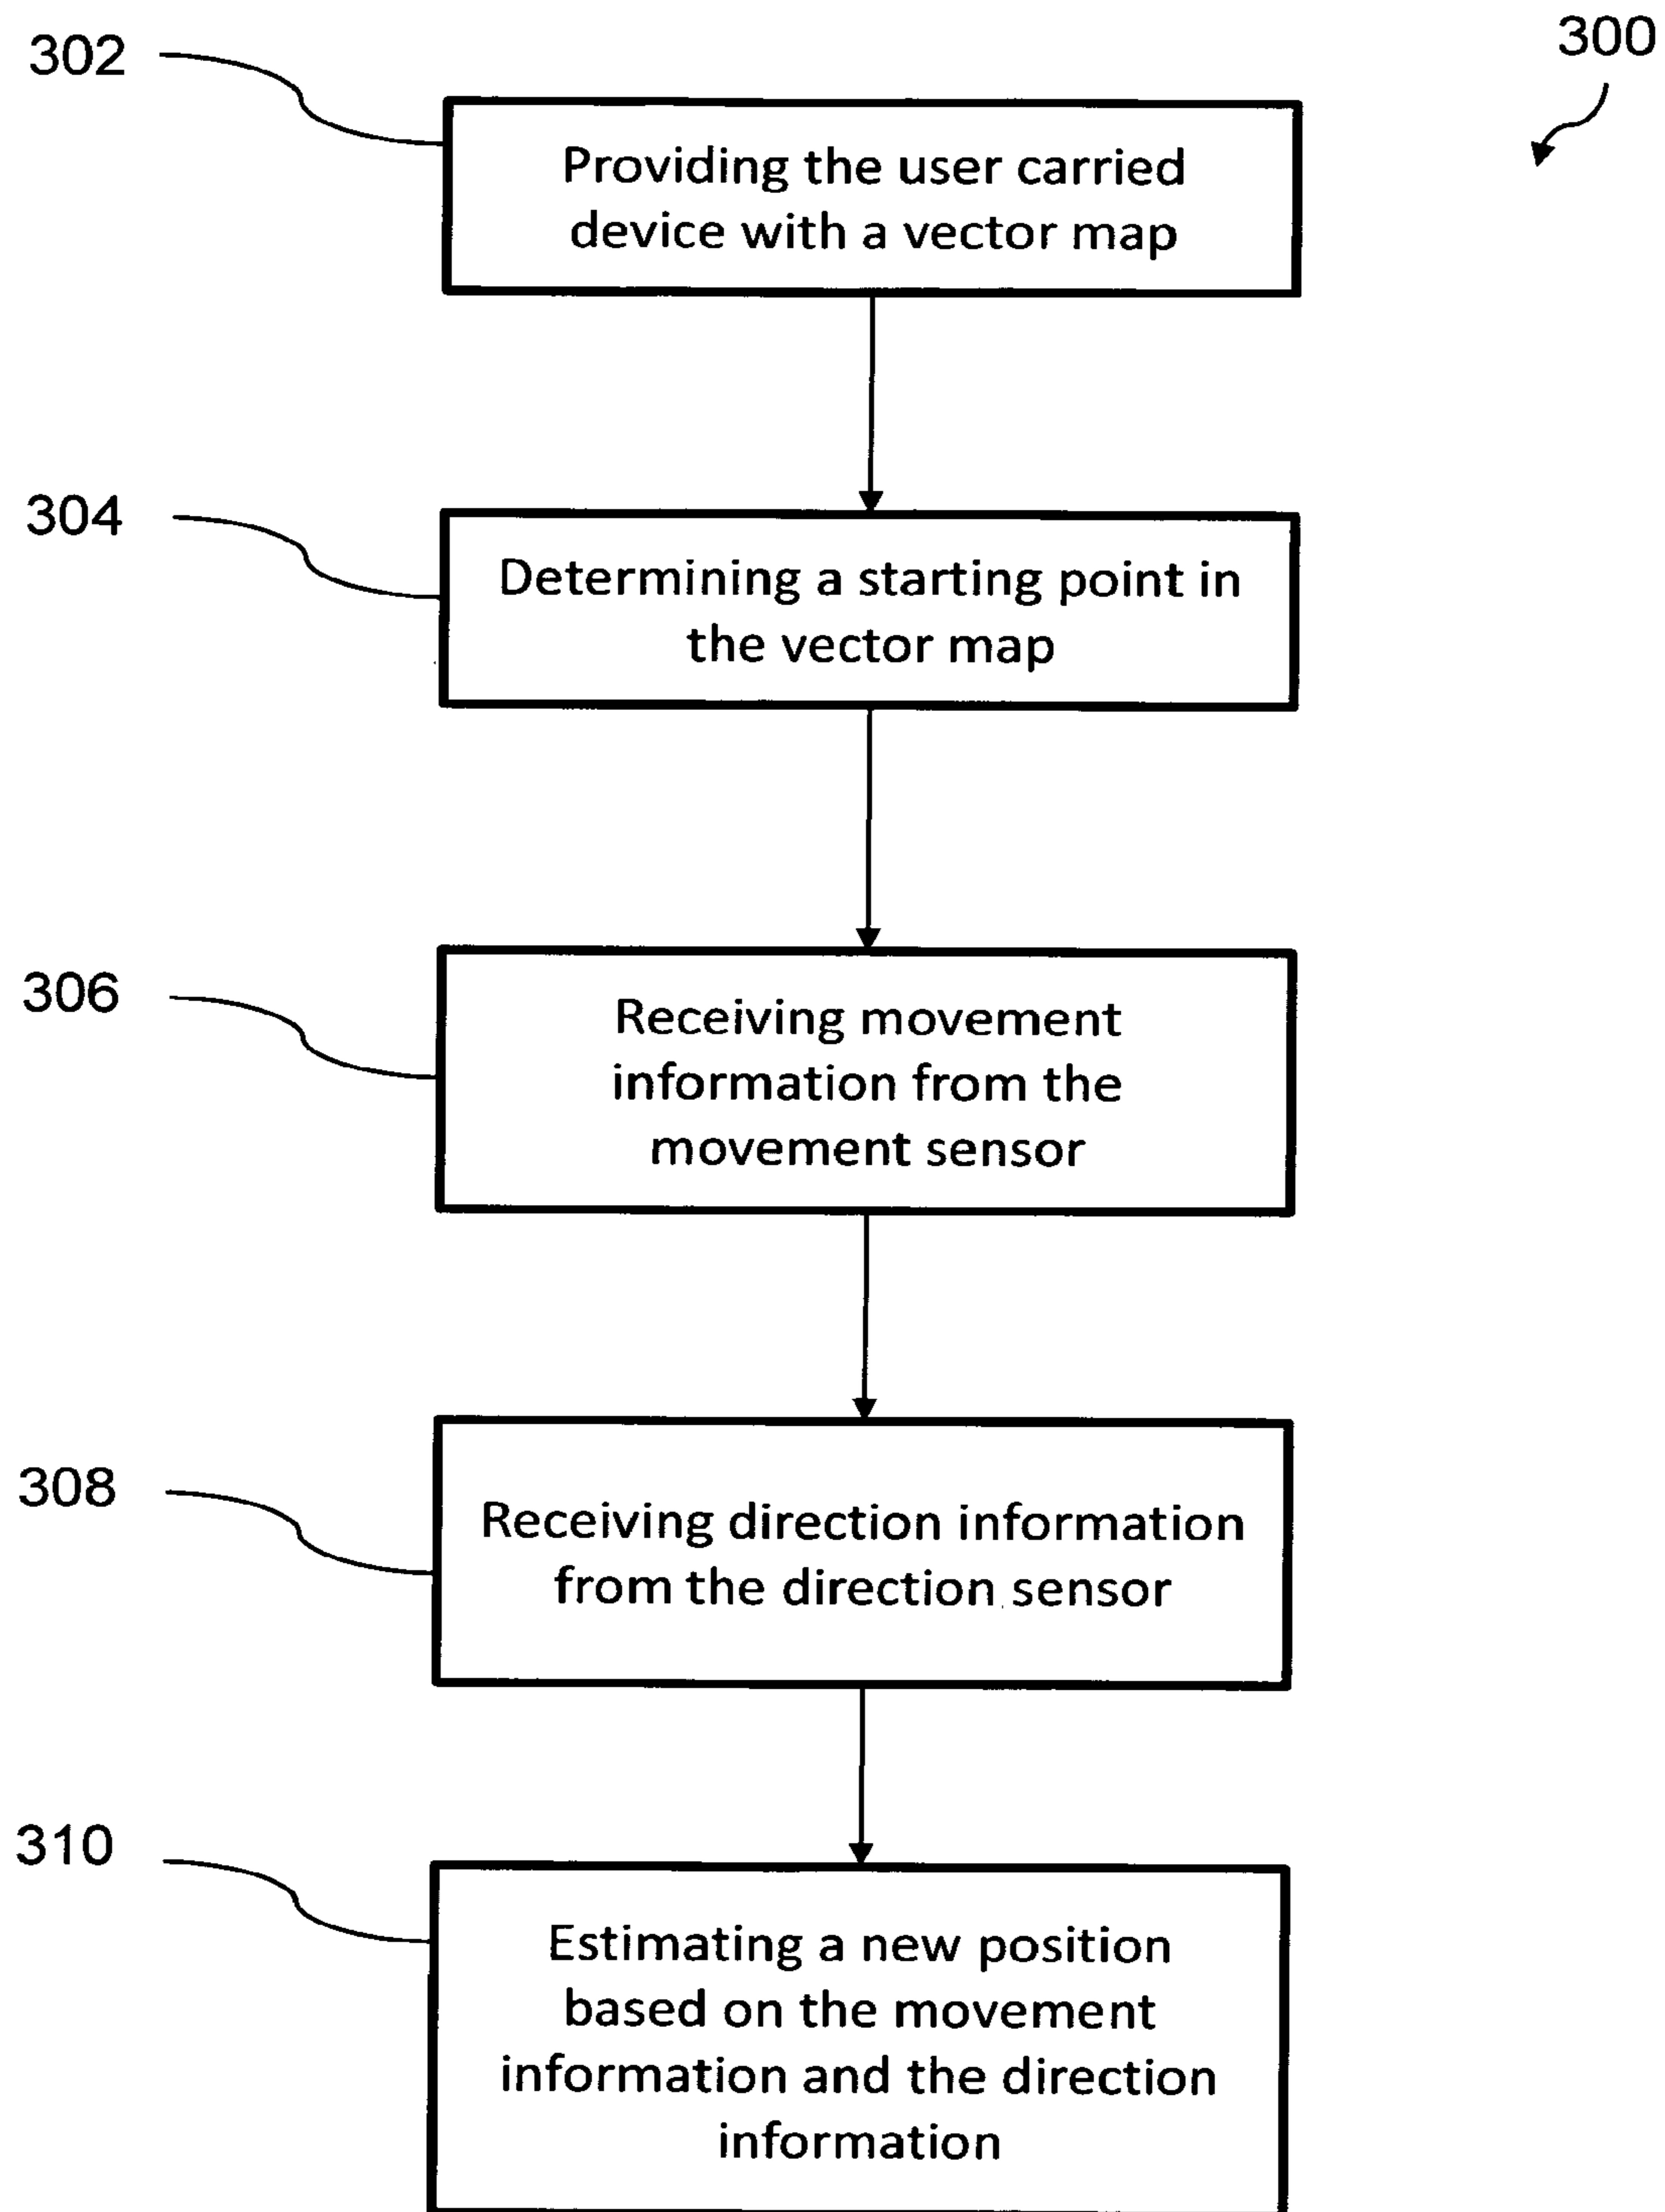 300
302
Providing the user carried
device with a vector map
304
Determining a starting point in
the vector map
306
Receiving movement
information from the
movement sensor
308
Receiving direction information
from the direction sensor
310
Estimating a new position
based on the movement
information and the direction
information